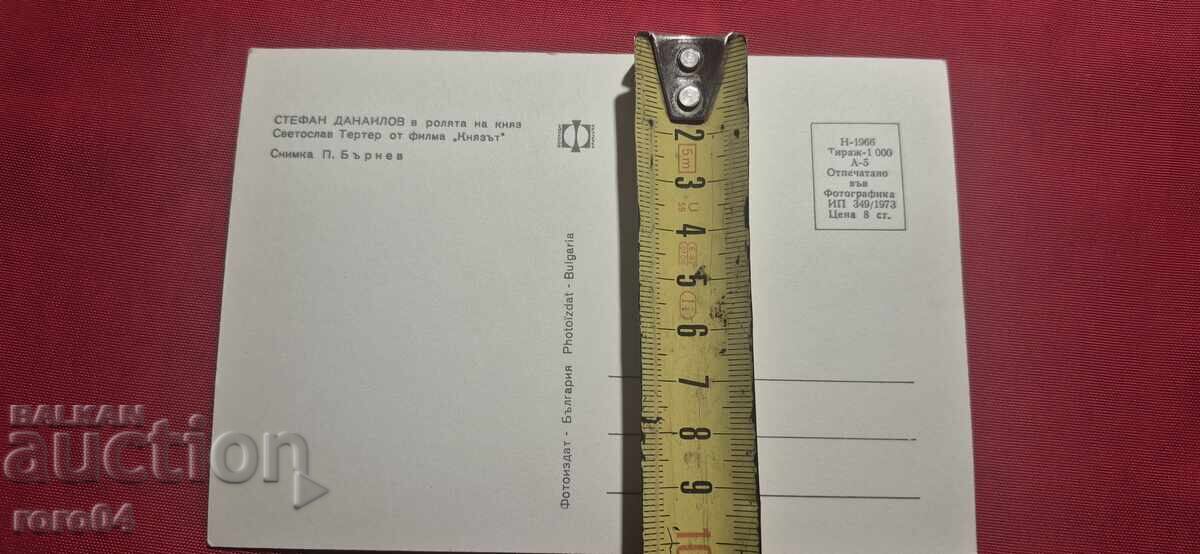 СТЕФАН ДАНАИЛОВ в ролята на княз
Светослав Тертер от филма „Князът"
Снимка П. Бърнев
Фотоиздат - България Photoizdat - Bulgaria
Н-1966
Тираж-1 000
Л-5
Отпечатано
във
Фотографика
ИП 349/1973
Цена 8 ст.
2
5m
3
4
5
6
7
8
9
10
BALKAN
auction
roro64